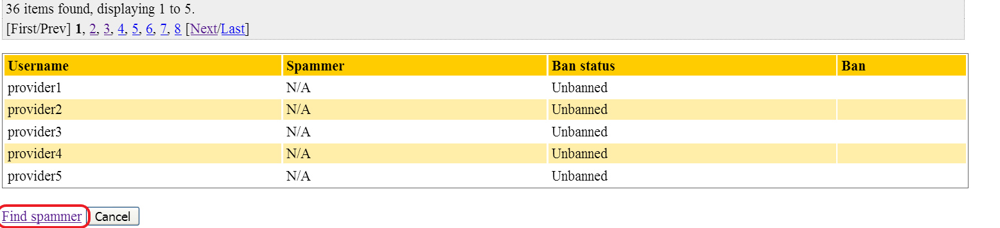 36 items found, displaying 1 to 5.
[First/Prev] 1, 2, 3, 4, 5, 6, 7, 8 [Next/Last]
Username Spammer Ban status Ban
provider1 N/A Unbanned
provider2 N/A Unbanned
provider3 N/A Unbanned
provider4 N/A Unbanned
provider5 N/A Unbanned
Find spammer Cancel